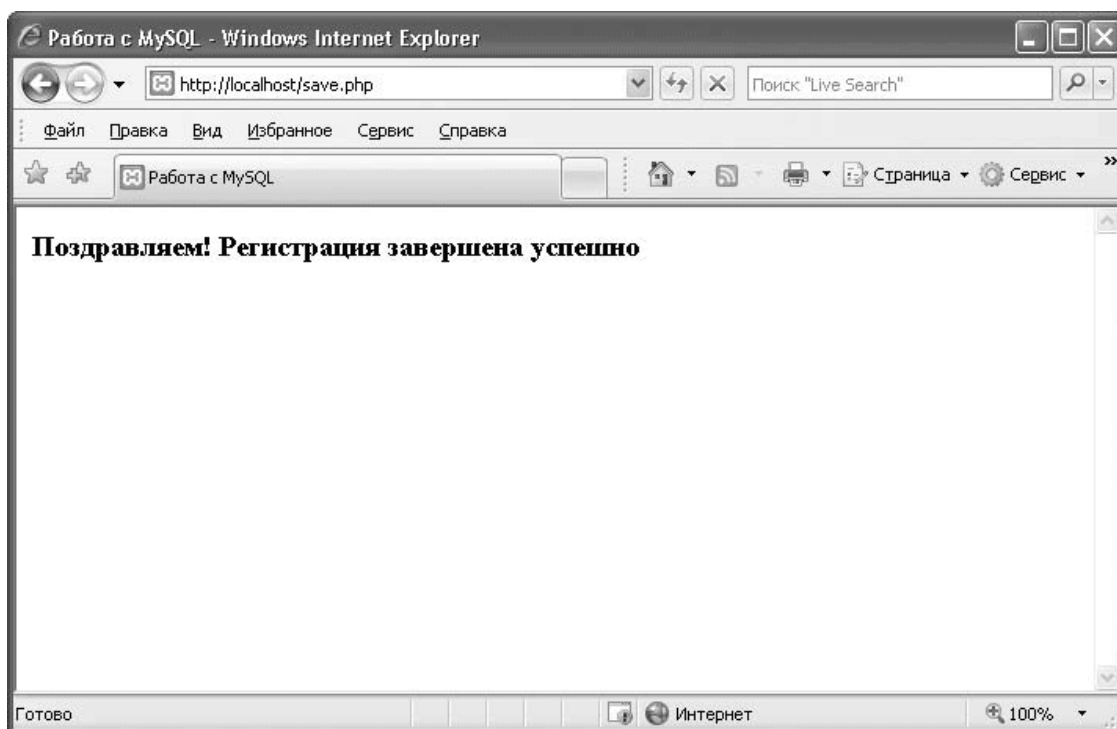 Работа с MySQL - Windows Internet Explorer
http://localhost/save.php
Поиск "Live Search"
Файл Правка Вид Избранное Сервис Справка
Работа с MySQL
Страница Сервис »
Поздравляем! Регистрация завершена успешно
Готово Интернет 100%